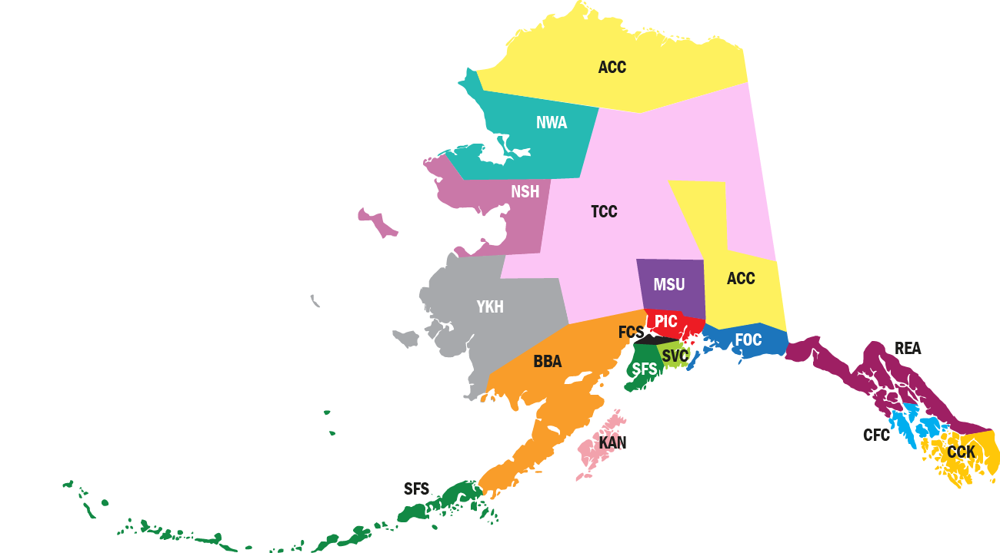 ACC
NWA
NSH
TCC
ACC
MSU
YKH
PIC
FCS
FOC
REA
SVC
BBA
SFS
CFC
KAN
CCK
SFS